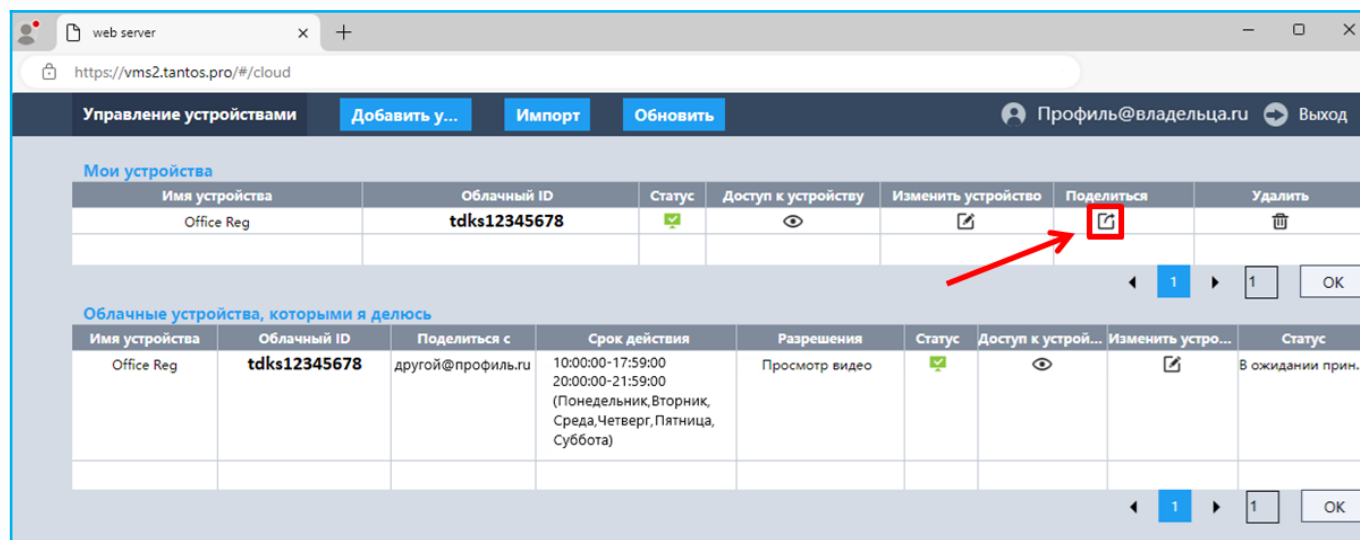 web server
https://vms2.tantos.pro/#/cloud
Управление устройствами Добавить у... Импорт Обновить Профиль@владельца.ru Выход
Мои устройства
Имя устройства Облачный ID Статус Доступ к устройству Изменить устройство Поделиться Удалить
Office Reg tdks12345678
1 1 OK
Облачные устройства, которыми я делюсь
Имя устройства Облачный ID Поделиться с Срок действия Разрешения Статус Доступ к устрой... Изменить устро... Статус
Office Reg tdks12345678 другой@профиль.ru 10:00:00-17:59:00 Просмотр видео В ожидании прин.
20:00:00-21:59:00
(Понедельник,Вторник,
Среда,Четверг,Пятница,
Суббота)
1 1 OK